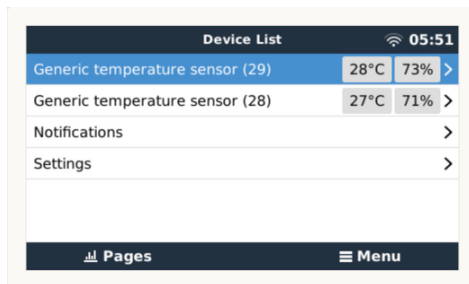 Device List 05:51
Generic temperature sensor (29) 28°C 73%
Generic temperature sensor (28) 27°C 71%
Notifications
Settings
Pages Menu